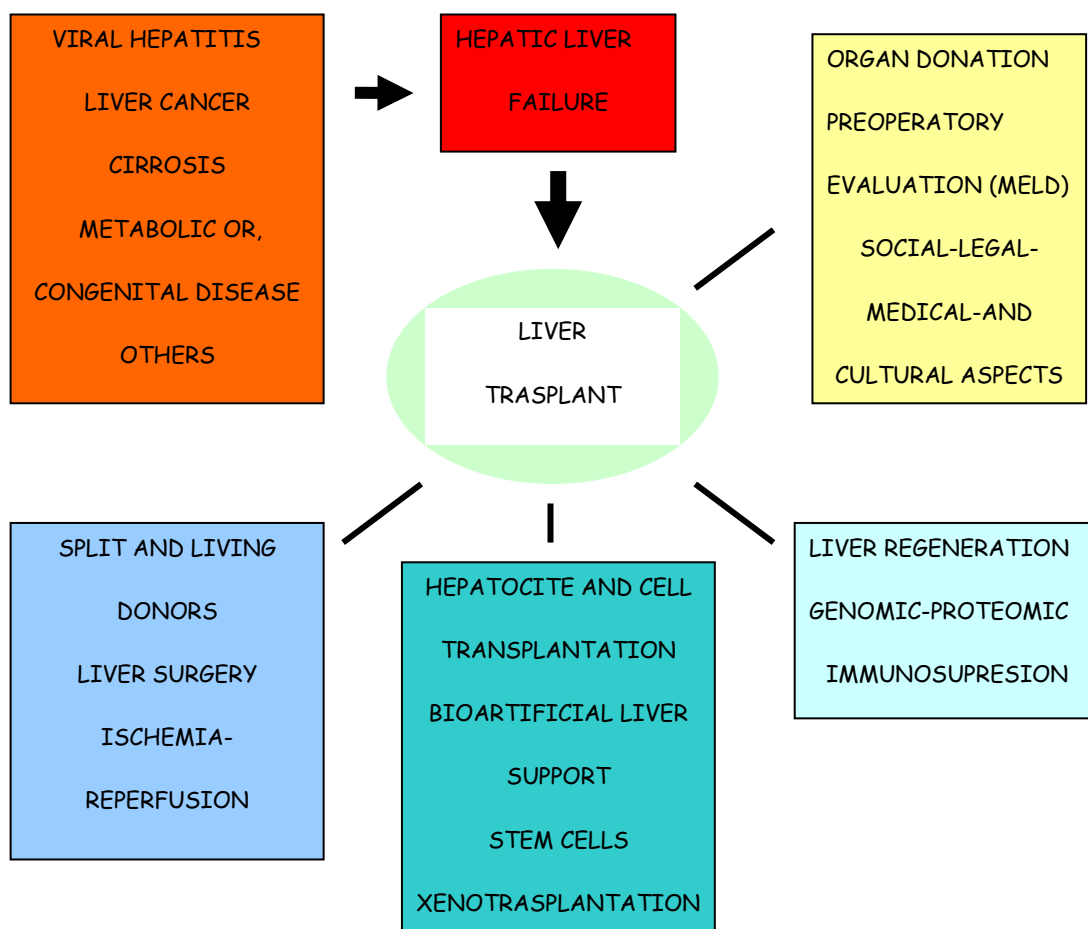 VIRAL HEPATITIS
LIVER CANCER
CIRROSIS
METABOLIC OR,
CONGENITAL DISEASE
OTHERS
HEPATIC LIVER
FAILURE
ORGAN DONATION
PREOPERATORY
EVALUATION (MELD)
SOCIAL-LEGAL-
MEDICAL-AND
CULTURAL ASPECTS
LIVER
TRASPLANT
SPLIT AND LIVING
DONORS
LIVER SURGERY
ISCHEMIA-
REPERFUSION
HEPATOCITE AND CELL
TRANSPLANTATION
BIOARTIFICIAL LIVER
SUPPORT
STEM CELLS
XENOTRASPLANTATION
LIVER REGENERATION
GENOMIC-PROTEOMIC
IMMUNOSUPRESION